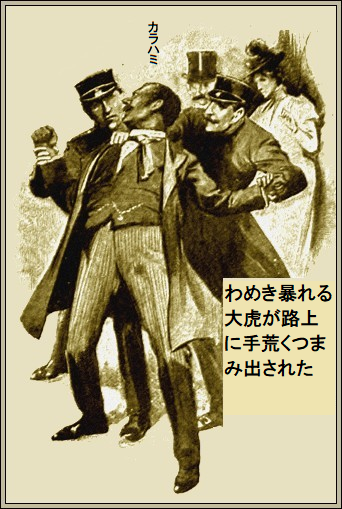 カラハミ
わめき暴れる
大虎が路上
に手荒くつま
み出された